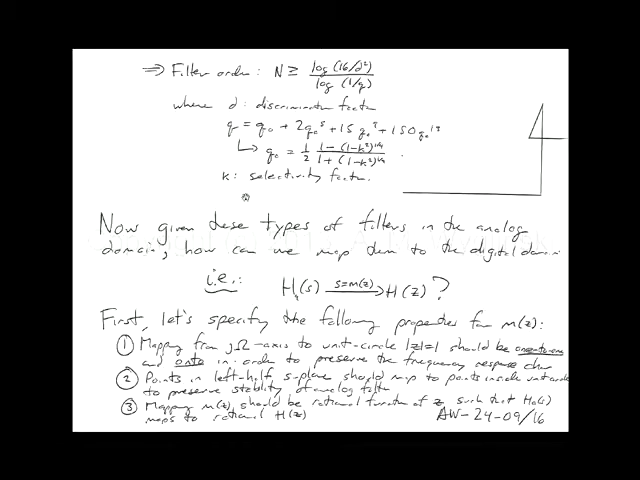 ⇒ Filter order: N ≥ log(16/d²) / log(1/q)
where d: discrimination factor
q = q₀ + 2q₀⁵ + 15q₀⁹ + 150q₀¹³
↳ q₀ = 1/2 (1-(1-k²)^1/4) / (1+(1-k²)^1/4)
k: selectivity factor.
Now given these types of filters in the analog
domain, how can we map them to the digital domain
i.e.: Hₐ(s) s=m(z) → H(z)?
First, let's specify the following properties for m(z):
① Mapping from jΩ-axis to unit-circle |z|=1 should be one-to-one
and onto in order to preserve the frequency response char
② Points in left-half s-plane should map to points inside unit circle
to preserve stability of analog filter
③ Mapping m(z) should be rational function of z such that Hₐ(s)
maps to rational H(z)
AW-24-09/16